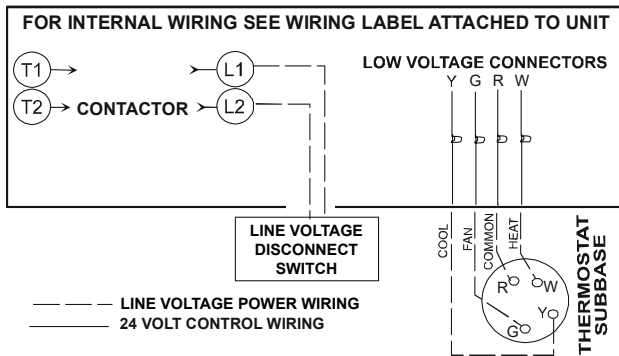 FOR INTERNAL WIRING SEE WIRING LABEL ATTACHED TO UNIT
T1
L1
LOW VOLTAGE CONNECTORS
Y G R W
T2
CONTACTOR
L2
LINE VOLTAGE
DISCONNECT
SWITCH
COOL
FAN
COMMON
HEAT
THERMOSTAT
SUBBASE
R
W
Y
G
LINE VOLTAGE POWER WIRING
24 VOLT CONTROL WIRING